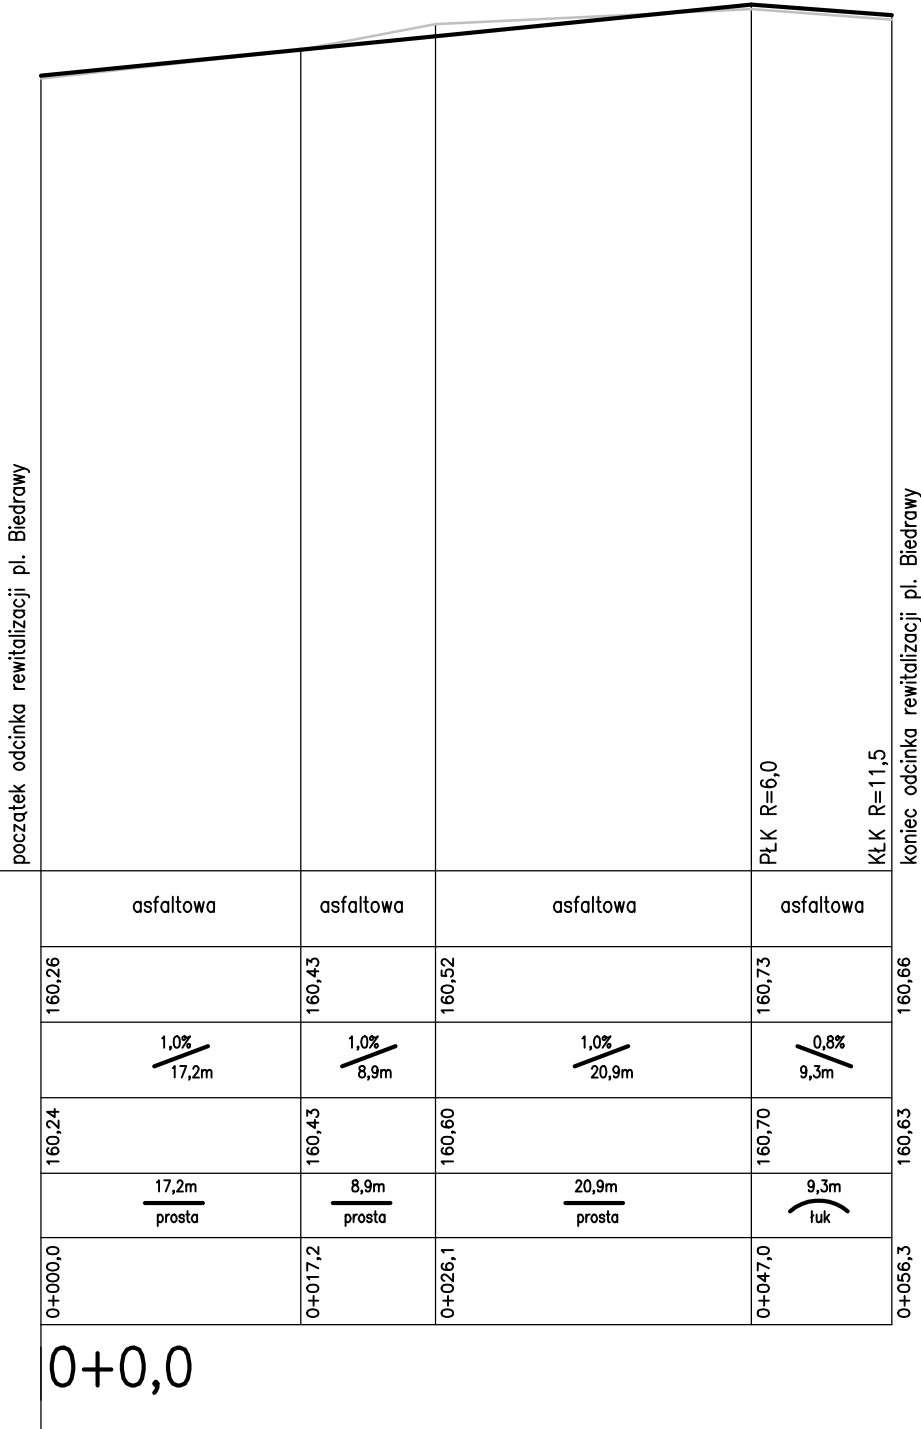 początek odcinka rewitalizacji pl. Biedrawy
PŁK R=6,0
KŁK R=11,5
koniec odcinka rewitalizacji pl. Biedrawy
asfaltowa asfaltowa asfaltowa asfaltowa
160,26 160,43 160,52 160,73 160,66
1,0% 1,0% 1,0% 0,8%
17,2m 8,9m 20,9m 9,3m
160,24 160,43 160,60 160,70 160,63
17,2m 8,9m 20,9m 9,3m
prosta prosta prosta łuk
0+000,0 0+017,2 0+026,1 0+047,0 0+056,3
0+0,0